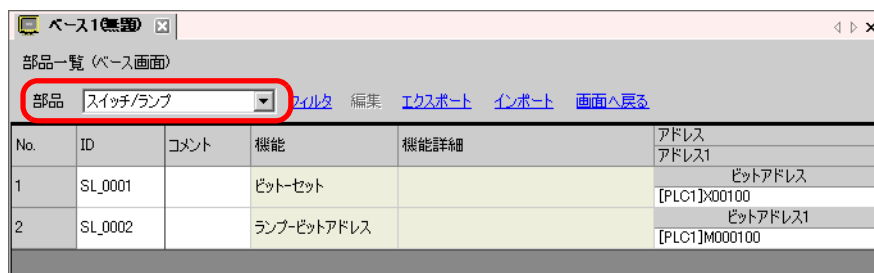 ベース1(無題)
部品一覧 (ベース画面)
部品 スイッチ/ランプ フィルタ 編集 エクスポート インポート 画面へ戻る
No. ID コメント 機能 機能詳細 アドレス
アドレス1
1 SL_0001 ビット-セット ビットアドレス
[PLC1]X00100
2 SL_0002 ランプ-ビットアドレス ビットアドレス1
[PLC1]M000100